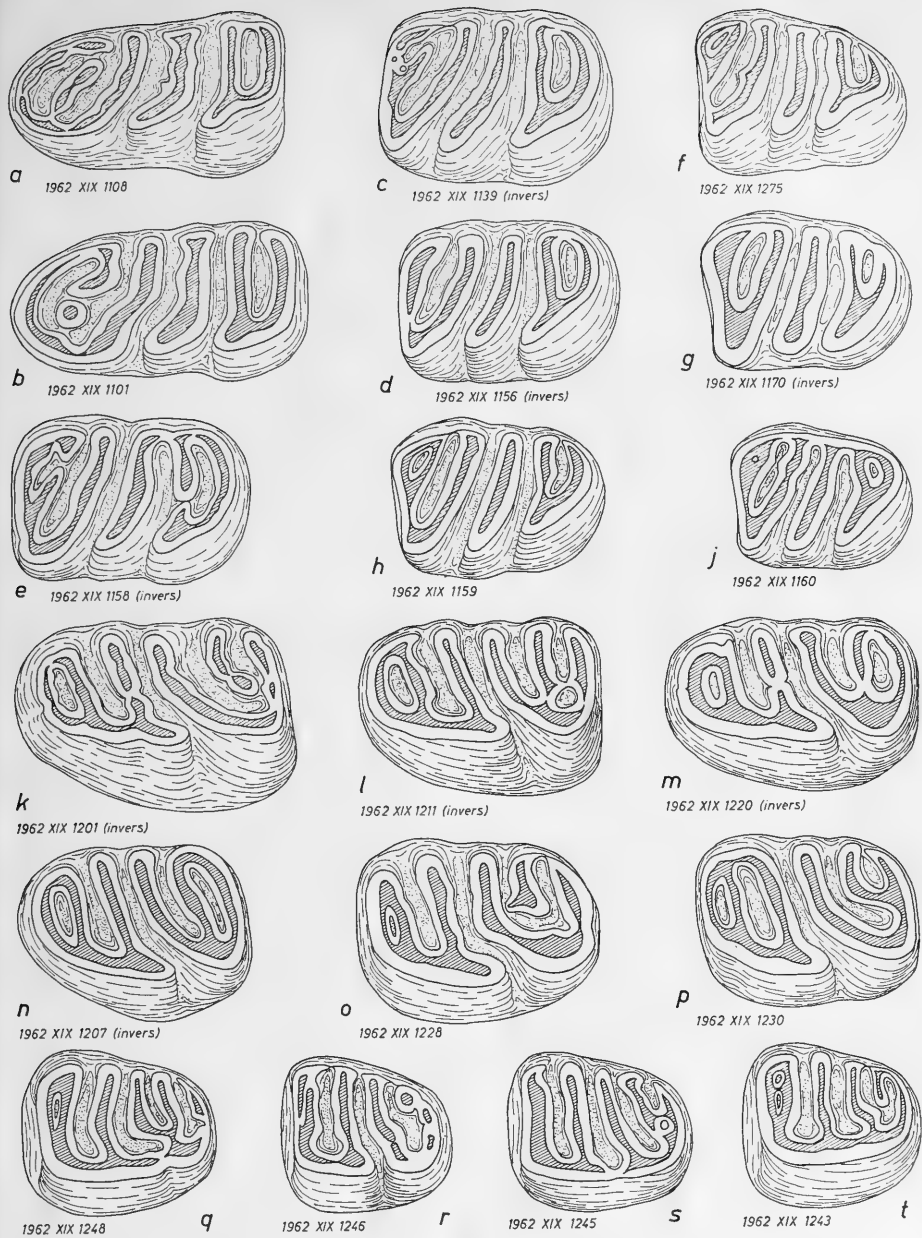 a 1962 XIX 1108
c 1962 XIX 1139 (invers)
f 1962 XIX 1275
b 1962 XIX 1101
d 1962 XIX 1156 (invers)
g 1962 XIX 1170 (invers)
e 1962 XIX 1158 (invers)
h 1962 XIX 1159
j 1962 XIX 1160
k 1962 XIX 1201 (invers)
l 1962 XIX 1211 (invers)
m 1962 XIX 1220 (invers)
n 1962 XIX 1207 (invers)
o 1962 XIX 1228
p 1962 XIX 1230
1962 XIX 1248 q
1962 XIX 1246 r
1962 XIX 1245 s
1962 XIX 1243 t